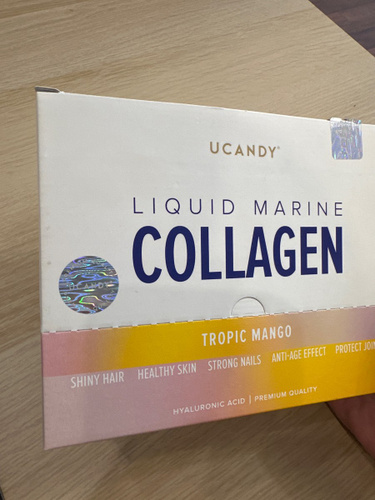 UCANDY®
LIQUID MARINE
COLLAGEN
TROPIC MANGO
SHINY HAIR HEALTHY SKIN STRONG NAILS ANTI-AGE EFFECT PROTECT JOIN
HYALURONIC ACID | PREMIUM QUALITY